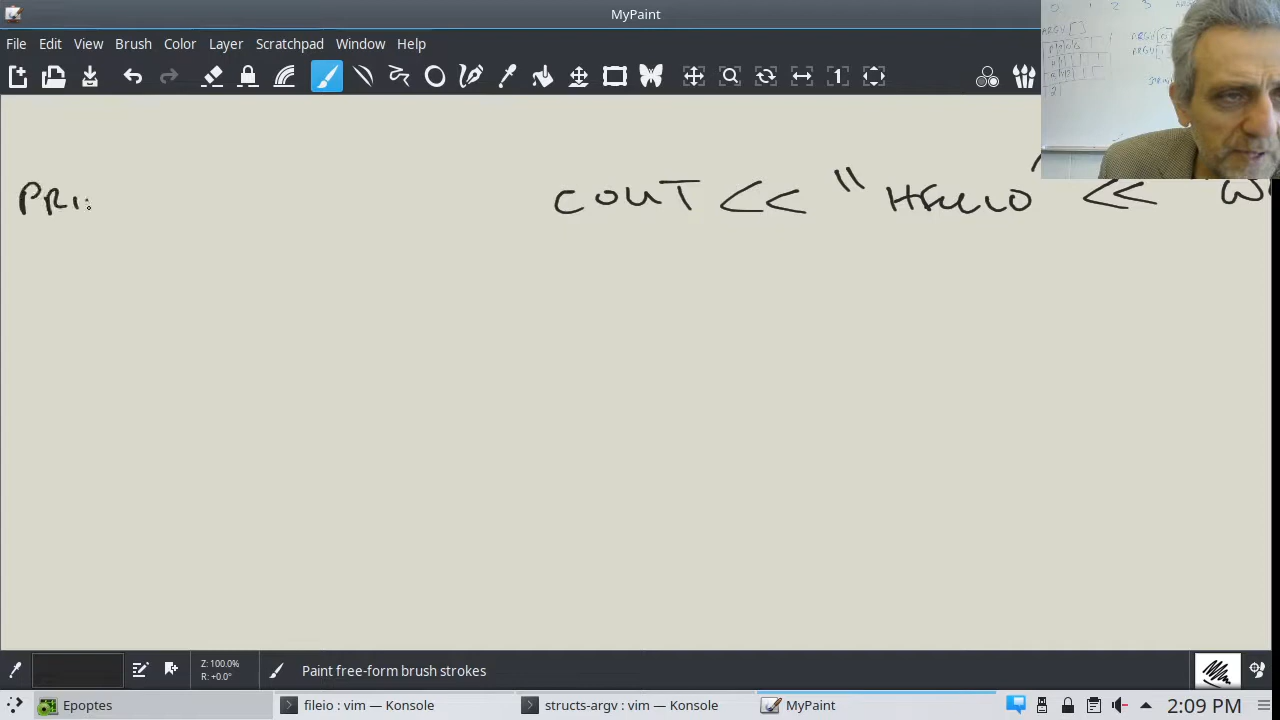 MyPaint
File Edit View Brush Color Layer Scratchpad Window Help
PRI
COUT << "HELLO" << "W
Z: 100.0%
R: +0.0°
Paint free-form brush strokes
Epoptes
fileio : vim — Konsole
structs-argv : vim — Konsole
MyPaint
2:09 PM